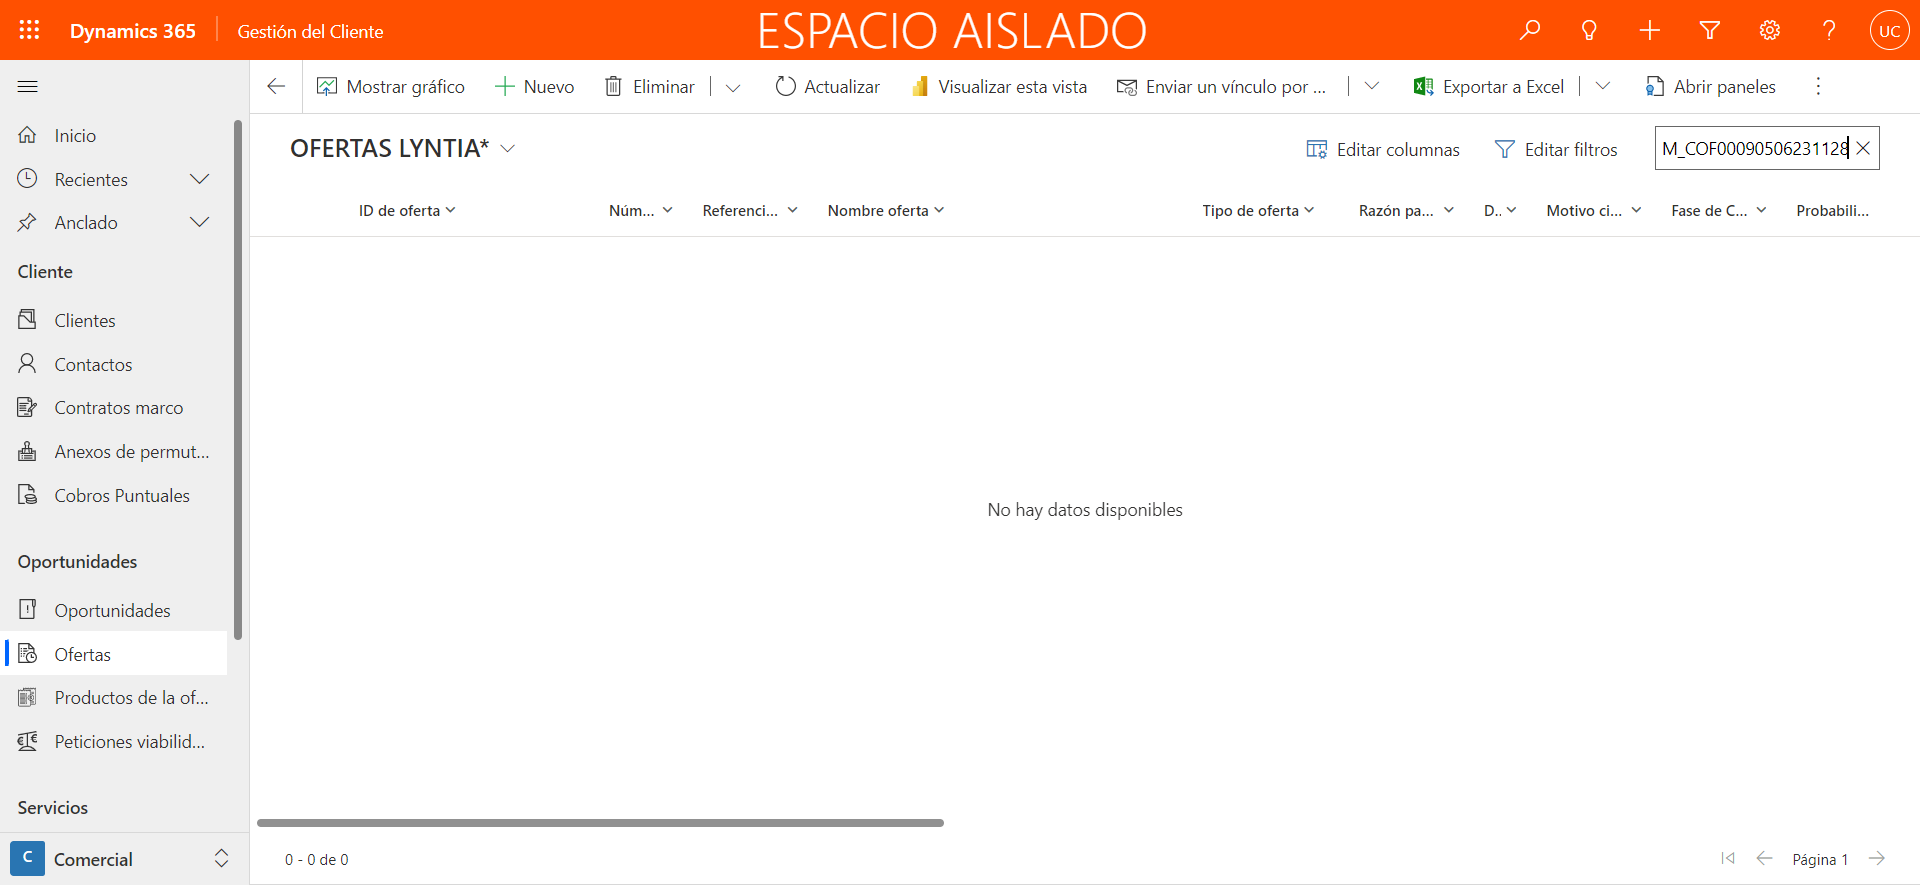 Dynamics 365
Gestión del Cliente
ESPACIO AISLADO
UC
Mostrar gráfico
Nuevo
Eliminar
Actualizar
Visualizar esta vista
Enviar un vínculo por ...
Exportar a Excel
Abrir paneles
Inicio
Recientes
Anclado
Cliente
Clientes
Contactos
Contratos marco
Anexos de permut...
Cobros Puntuales
Oportunidades
Oportunidades
Ofertas
Productos de la of...
Peticiones viabilid...
Servicios
C Comercial
OFERTAS LYNTIA*
Editar columnas
Editar filtros
M_COF00090506231128
ID de oferta
Núm...
Referenci...
Nombre oferta
Tipo de oferta
Razón pa...
D..
Motivo ci...
Fase de C...
Probabili...
No hay datos disponibles
0 - 0 de 0
Página 1